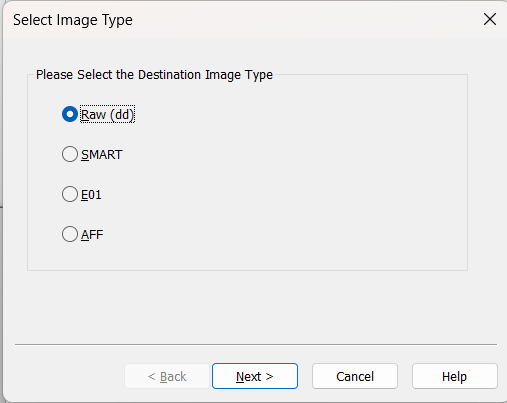 Select Image Type
Please Select the Destination Image Type
Raw (dd)
SMART
E01
AFF
< Back Next > Cancel Help